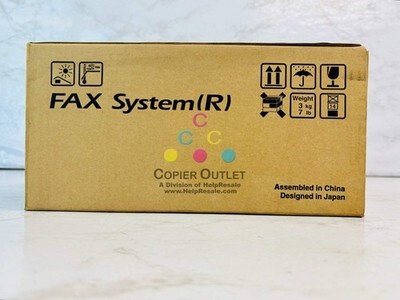 FAX System(R)
Weight
3 kg
7 lb
C
C C
COPIER OUTLET
A Division of HelpResale
www.HelpResale.com
Assembled in China
Designed in Japan